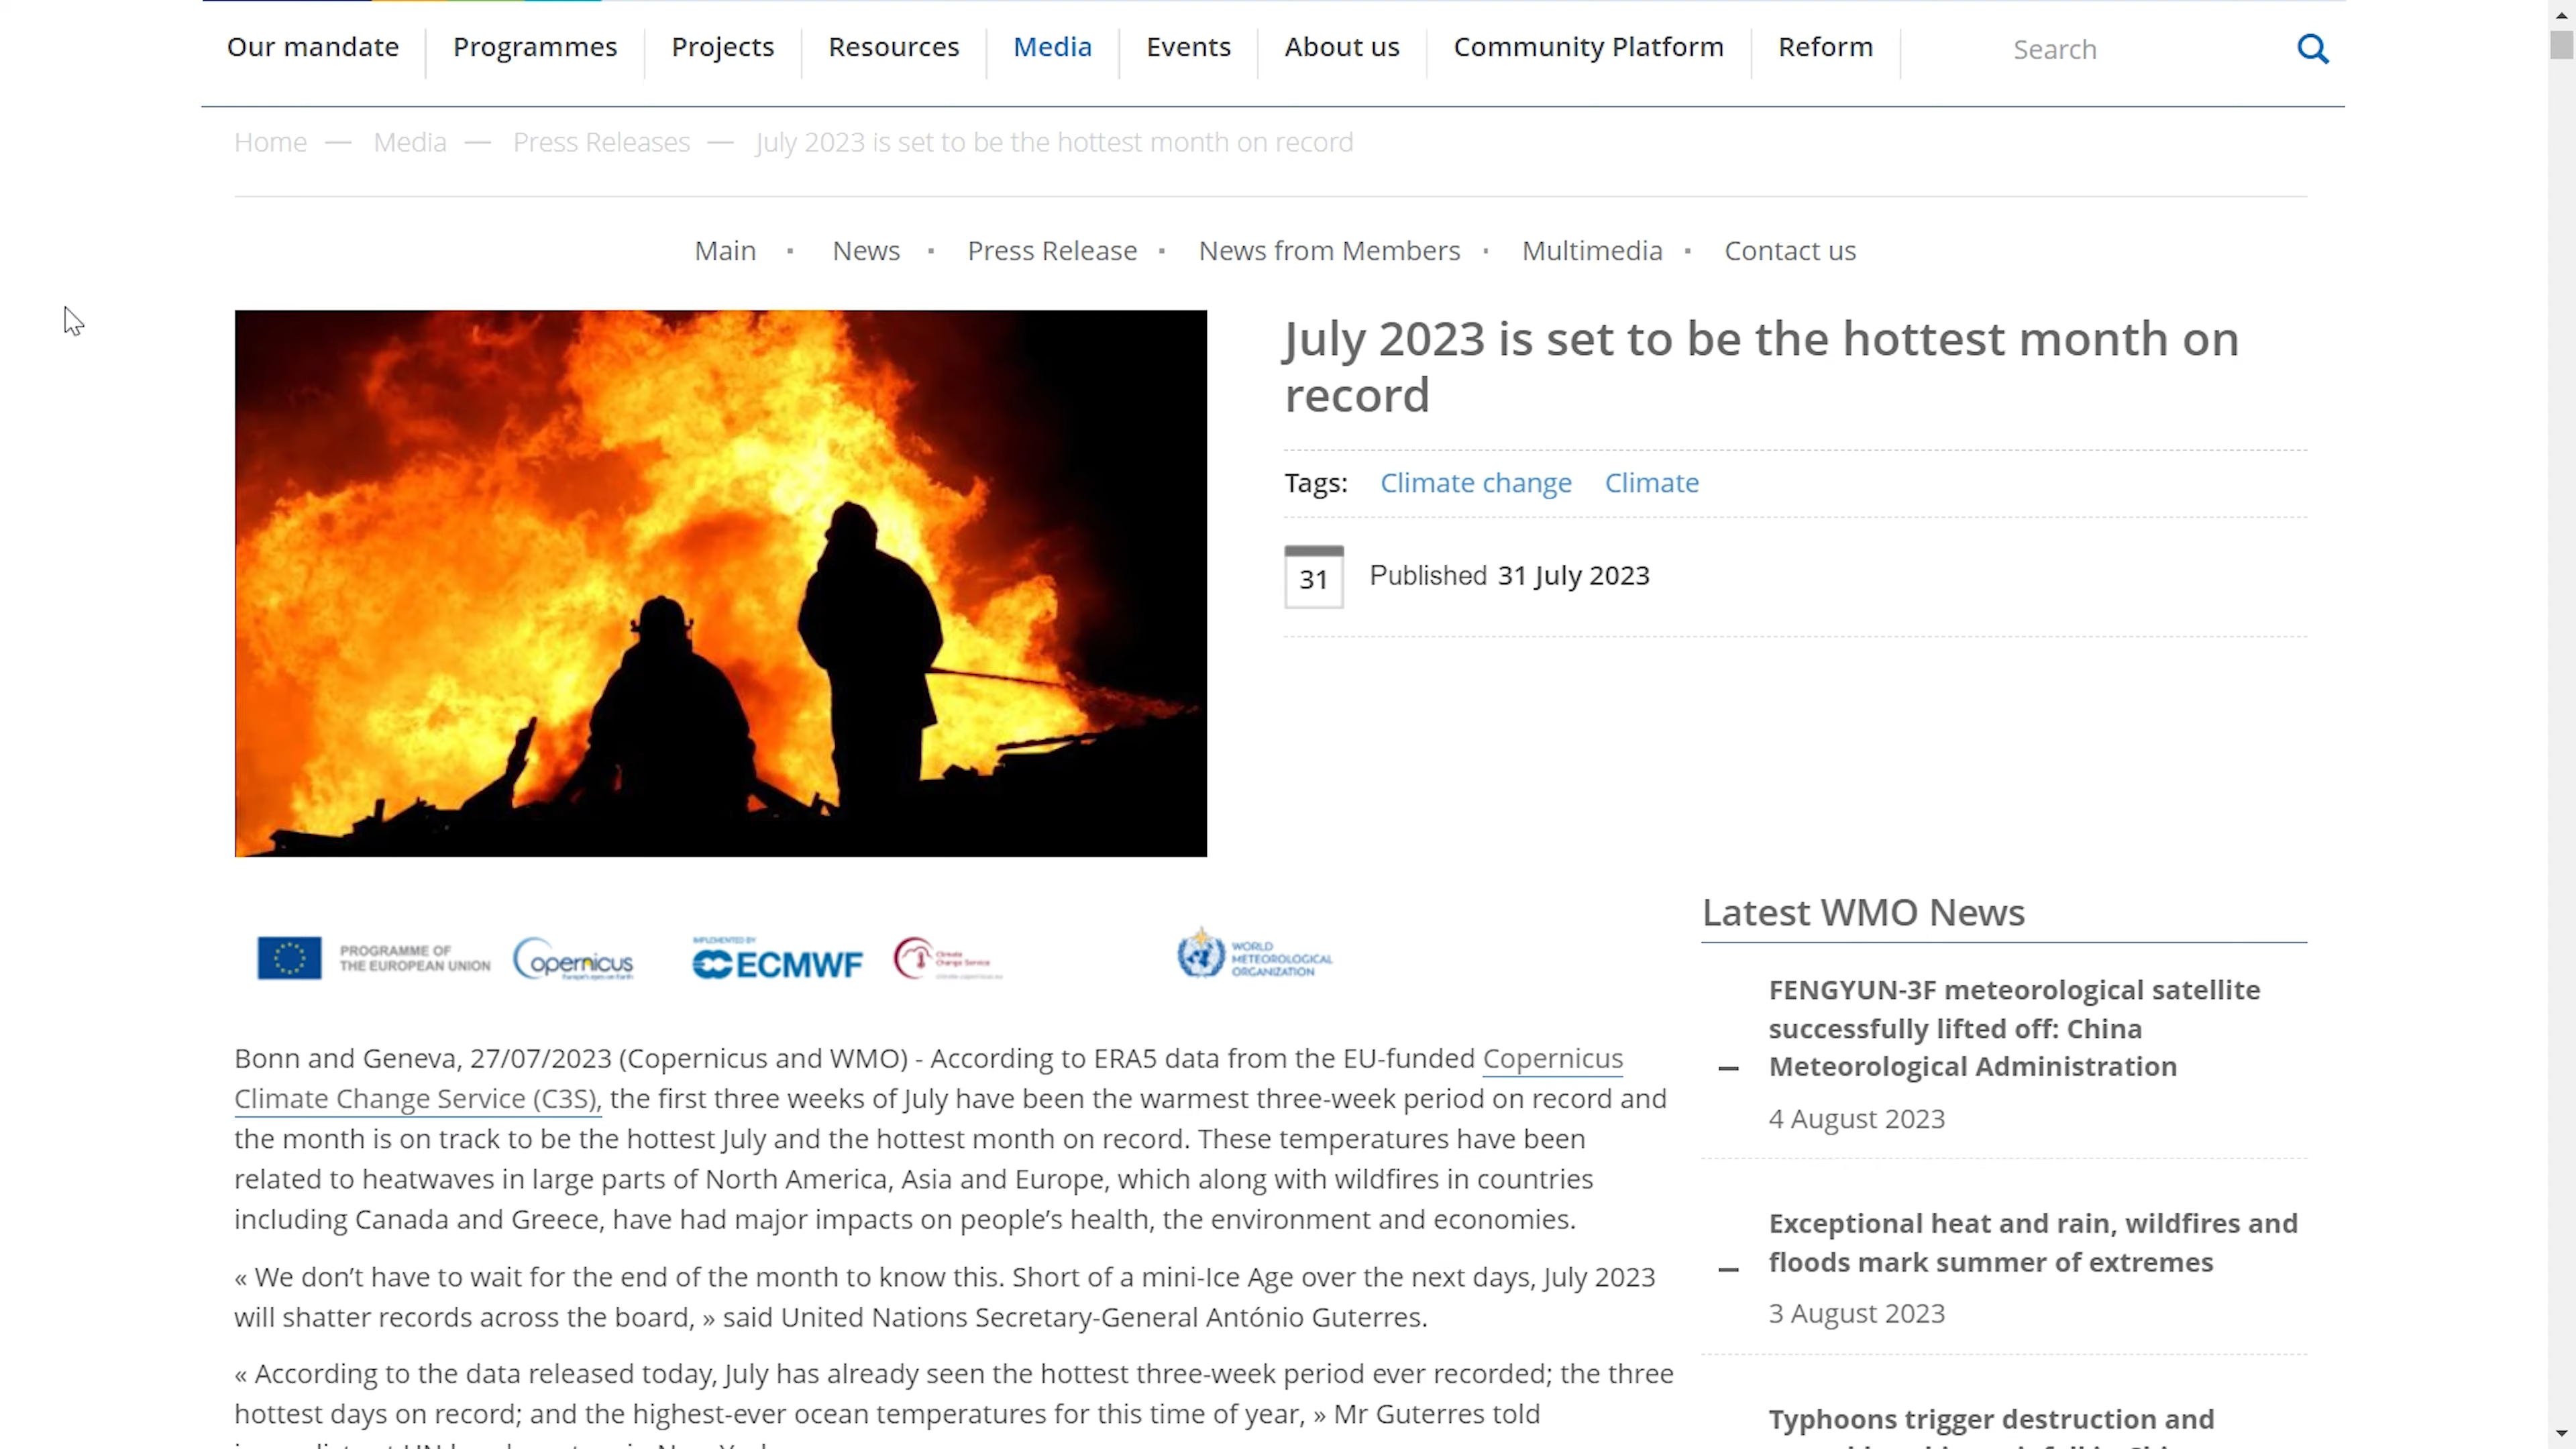 Our mandate
Programmes
Projects
Resources
Media
Events
About us
Community Platform
Reform
Search
Home — Media — Press Releases — July 2023 is set to be the hottest month on record
Main
News
Press Release
News from Members
Multimedia
Contact us
July 2023 is set to be the hottest month on
record
Tags: Climate change Climate
31
Published 31 July 2023
PROGRAMME OF
THE EUROPEAN UNION
opernicus
Europe's eyes on Earth
IMPLEMENTED BY
ECMWF
Climate
Change Service
climate.copernicus.eu
WORLD
METEOROLOGICAL
ORGANIZATION
Bonn and Geneva, 27/07/2023 (Copernicus and WMO) - According to ERA5 data from the EU-funded Copernicus
Climate Change Service (C3S), the first three weeks of July have been the warmest three-week period on record and
the month is on track to be the hottest July and the hottest month on record. These temperatures have been
related to heatwaves in large parts of North America, Asia and Europe, which along with wildfires in countries
including Canada and Greece, have had major impacts on people’s health, the environment and economies.
« We don’t have to wait for the end of the month to know this. Short of a mini-Ice Age over the next days, July 2023
will shatter records across the board, » said United Nations Secretary-General António Guterres.
« According to the data released today, July has already seen the hottest three-week period ever recorded; the three
hottest days on record; and the highest-ever ocean temperatures for this time of year, » Mr Guterres told
Latest WMO News
FENGYUN-3F meteorological satellite
successfully lifted off: China
Meteorological Administration
4 August 2023
Exceptional heat and rain, wildfires and
floods mark summer of extremes
3 August 2023
Typhoons trigger destruction and